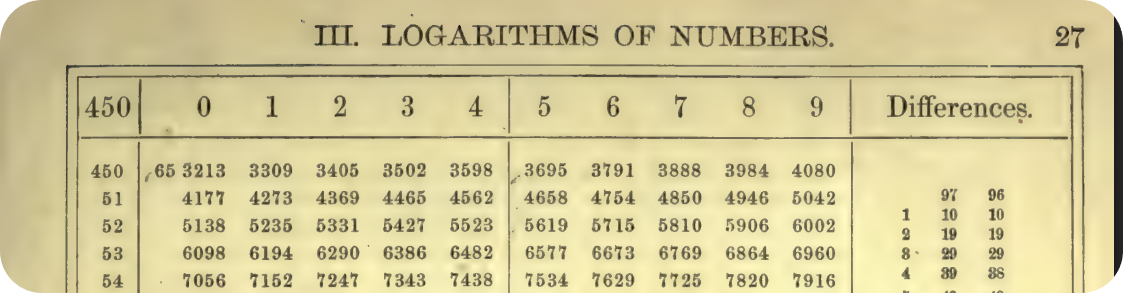 III. LOGARITHMS OF NUMBERS. 27
450 0 1 2 3 4 5 6 7 8 9 Differences.
450 65 3213 3309 3405 3502 3598 3695 3791 3888 3984 4080
51 4177 4273 4369 4465 4562 4658 4754 4850 4946 5042 97 96
1 10 10
52 5138 5235 5331 5427 5523 5619 5715 5810 5906 6002
2 19 19
53 6098 6194 6290 6386 6482 6577 6673 6769 6864 6960 3 29 29
54 7056 7152 7247 7343 7438 7534 7629 7725 7820 7916 4 39 38